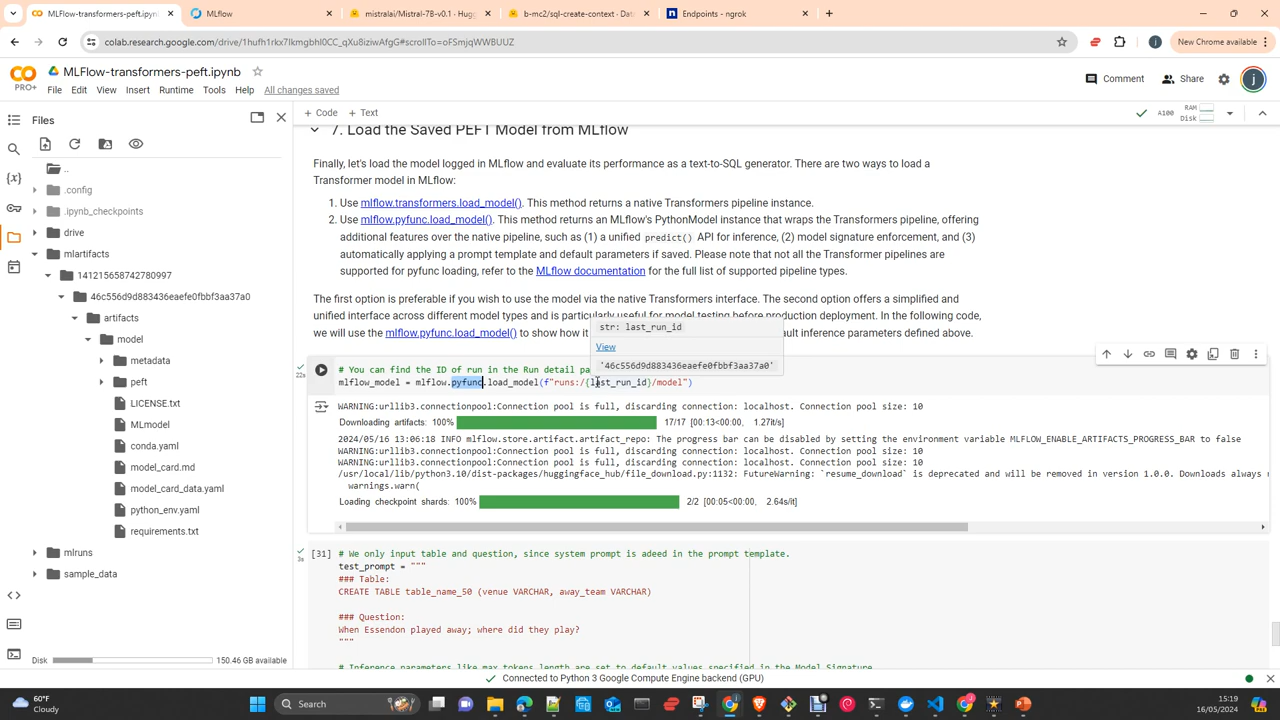 MLFlow-transformers-peft.ipynb
MLflow
mistralai/Mistral-7B-v0.1 - Hugg
b-mc2/sql-create-context · Data
Endpoints - ngrok
colab.research.google.com/drive/1hufh1rkx7lkmgbhl0CC_qXu8iziwAfgG#scrollTo=oFSmjqWWBUUZ
New Chrome available
PRO+
MLFlow-transformers-peft.ipynb
File Edit View Insert Runtime Tools Help All changes saved
Comment
Share
j
Files
+ Code + Text
A100
RAM
Disk
..
.config
.ipynb_checkpoints
drive
mlartifacts
141215658742780997
46c556d9d883436eaefe0fbbf3aa37a0
artifacts
model
metadata
peft
LICENSE.txt
MLmodel
conda.yaml
model_card.md
model_card_data.yaml
python_env.yaml
requirements.txt
mlruns
sample_data
Disk
150.46 GB available
7. Load the Saved PEFT Model from MLflow
Finally, let's load the model logged in MLflow and evaluate its performance as a text-to-SQL generator. There are two ways to load a
Transformer model in MLflow:
1. Use mlflow.transformers.load_model(). This method returns a native Transformers pipeline instance.
2. Use mlflow.pyfunc.load_model(). This method returns an MLflow's PythonModel instance that wraps the Transformers pipeline, offering
additional features over the native pipeline, such as (1) a unified predict() API for inference, (2) model signature enforcement, and (3)
automatically applying a prompt template and default parameters if saved. Please note that not all the Transformer pipelines are
supported for pyfunc loading, refer to the MLflow documentation for the full list of supported pipeline types.
The first option is preferable if you wish to use the model via the native Transformers interface. The second option offers a simplified and
unified interface across different model types and is particularly useful for model testing before production deployment. In the following code,
we will use the mlflow.pyfunc.load_model() to show how it ault inference parameters defined above.
str: last_run_id
View
'46c556d9d883436eaefe0fbbf3aa37a0'
22s
# You can find the ID of run in the Run detail pa
mlflow_model = mlflow.pyfunc.load_model(f"runs:/{last_run_id}/model")
WARNING:urllib3.connectionpool:Connection pool is full, discarding connection: localhost. Connection pool size: 10
Downloading artifacts: 100% 17/17 [00:13<00:00, 1.27it/s]
2024/05/16 13:06:18 INFO mlflow.store.artifact.artifact_repo: The progress bar can be disabled by setting the environment variable MLFLOW_ENABLE_ARTIFACTS_PROGRESS_BAR to false
WARNING:urllib3.connectionpool:Connection pool is full, discarding connection: localhost. Connection pool size: 10
WARNING:urllib3.connectionpool:Connection pool is full, discarding connection: localhost. Connection pool size: 10
/usr/local/lib/python3.10/dist-packages/huggingface_hub/file_download.py:1132: FutureWarning: `resume_download` is deprecated and will be removed in version 1.0.0. Downloads always r
warnings.warn(
Loading checkpoint shards: 100% 2/2 [00:05<00:00, 2.64s/it]
[31]
3s
# We only input table and question, since system prompt is adeed in the prompt template.
test_prompt = """
### Table:
CREATE TABLE table_name_50 (venue VARCHAR, away_team VARCHAR)
### Question:
When Essendon played away; where did they play?
"""
# Inference parameters like max_tokens_length are set to default values specified in the Model Signature
Connected to Python 3 Google Compute Engine backend (GPU)
60°F
Cloudy
Search
15:19
16/05/2024